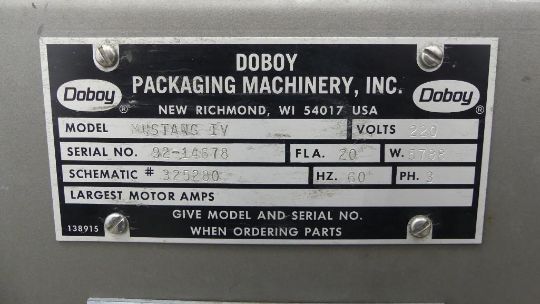 DOBOY
PACKAGING MACHINERY, INC.
Doboy ® Doboy ®
NEW RICHMOND, WI 54017 USA
MODEL MUSTANG IV VOLTS 220
SERIAL NO. 92-14678 FLA. 20 W.
SCHEMATIC # 325280 HZ. 60 PH. 3
LARGEST MOTOR AMPS
GIVE MODEL AND SERIAL NO.
138915 WHEN ORDERING PARTS